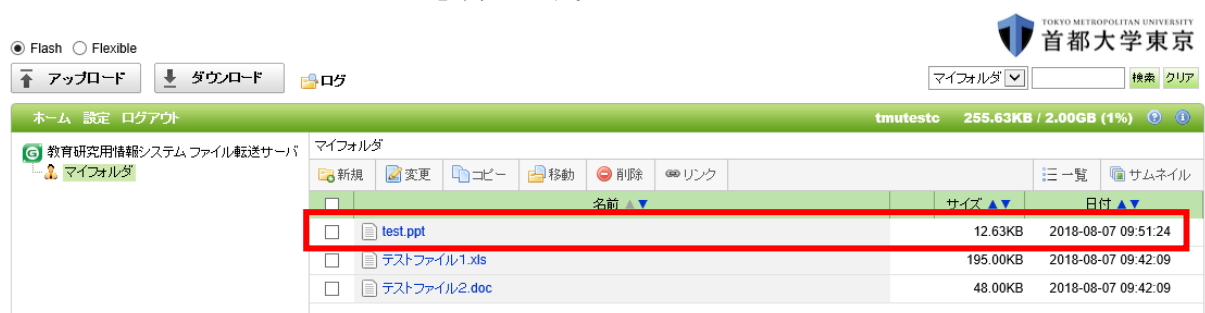 TOKYO METROPOLITAN UNIVERSITY
首都大学東京
Flash Flexible
アップロード ダウンロード ログ マイフォルダ 検索 クリア
ホーム 設定 ログアウト tmutestc 255.63KB / 2.00GB (1%)
教育研究用情報システム ファイル転送サーバ マイフォルダ
マイフォルダ
新規 変更 コピー 移動 削除 リンク 一覧 サムネイル
名前 ▲▼ サイズ ▲▼ 日付 ▲▼
test.ppt 12.63KB 2018-08-07 09:51:24
テストファイル1.xls 195.00KB 2018-08-07 09:42:09
テストファイル2.doc 48.00KB 2018-08-07 09:42:09